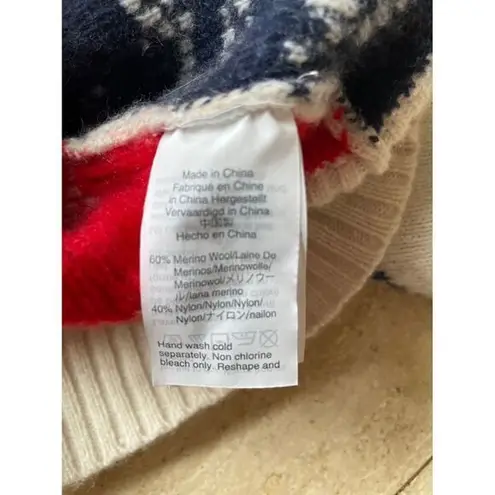 Made in China
Fabriqué en Chine
in China Hergestellt
Vervaardigd in China
中国製
Hecho en China
60% Merino Wool/Laine De
Merinos/Merinowolle/
Merinowol/メリノウー
ル/lana merino
40% Nylon/Nylon/Nylon/
Nylon/ナイロン/nailon
Hand wash cold
separately. Non chlorine
bleach only. Reshape and